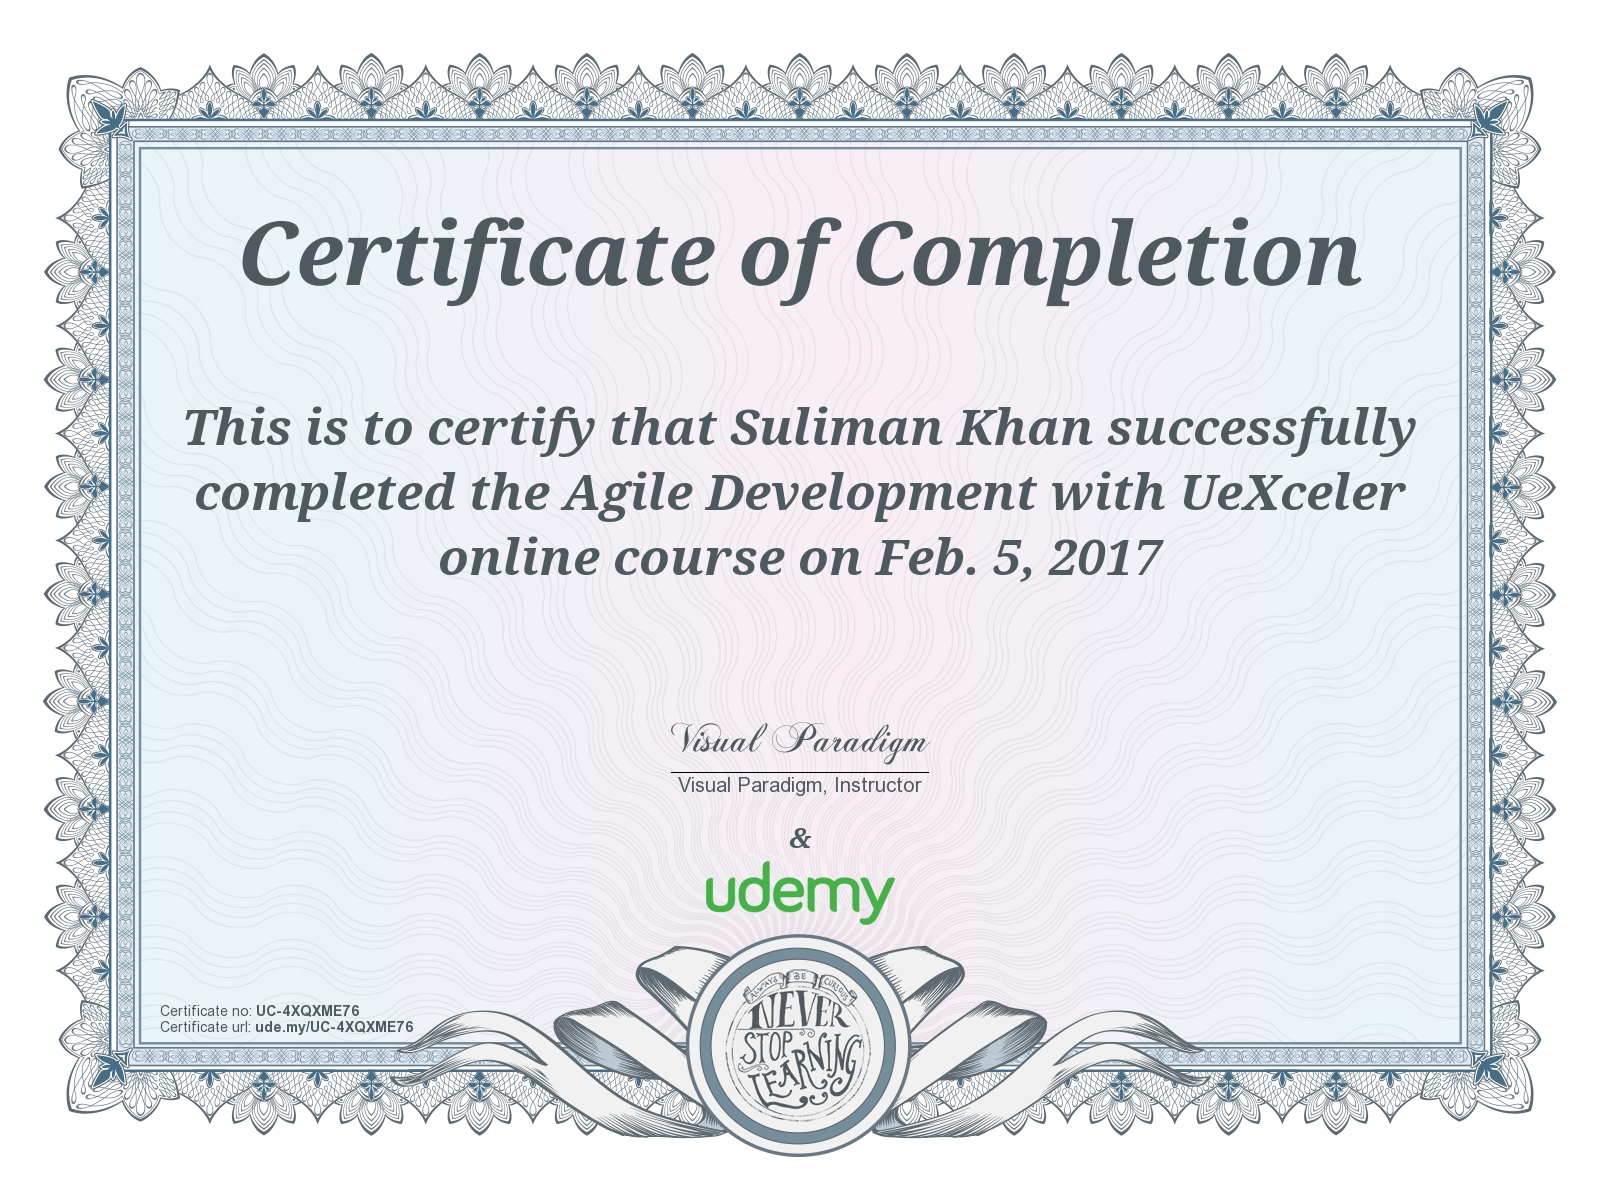 Certificate of Completion
This is to certify that Suliman Khan successfully
completed the Agile Development with UeXceler
online course on Feb. 5, 2017
Visual Paradigm
Visual Paradigm, Instructor
&
udemy
Certificate no: UC-4XQXME76
Certificate url: ude.my/UC-4XQXME76
ALWAYS BE CURIOUS
NEVER
STOP
LEARNING